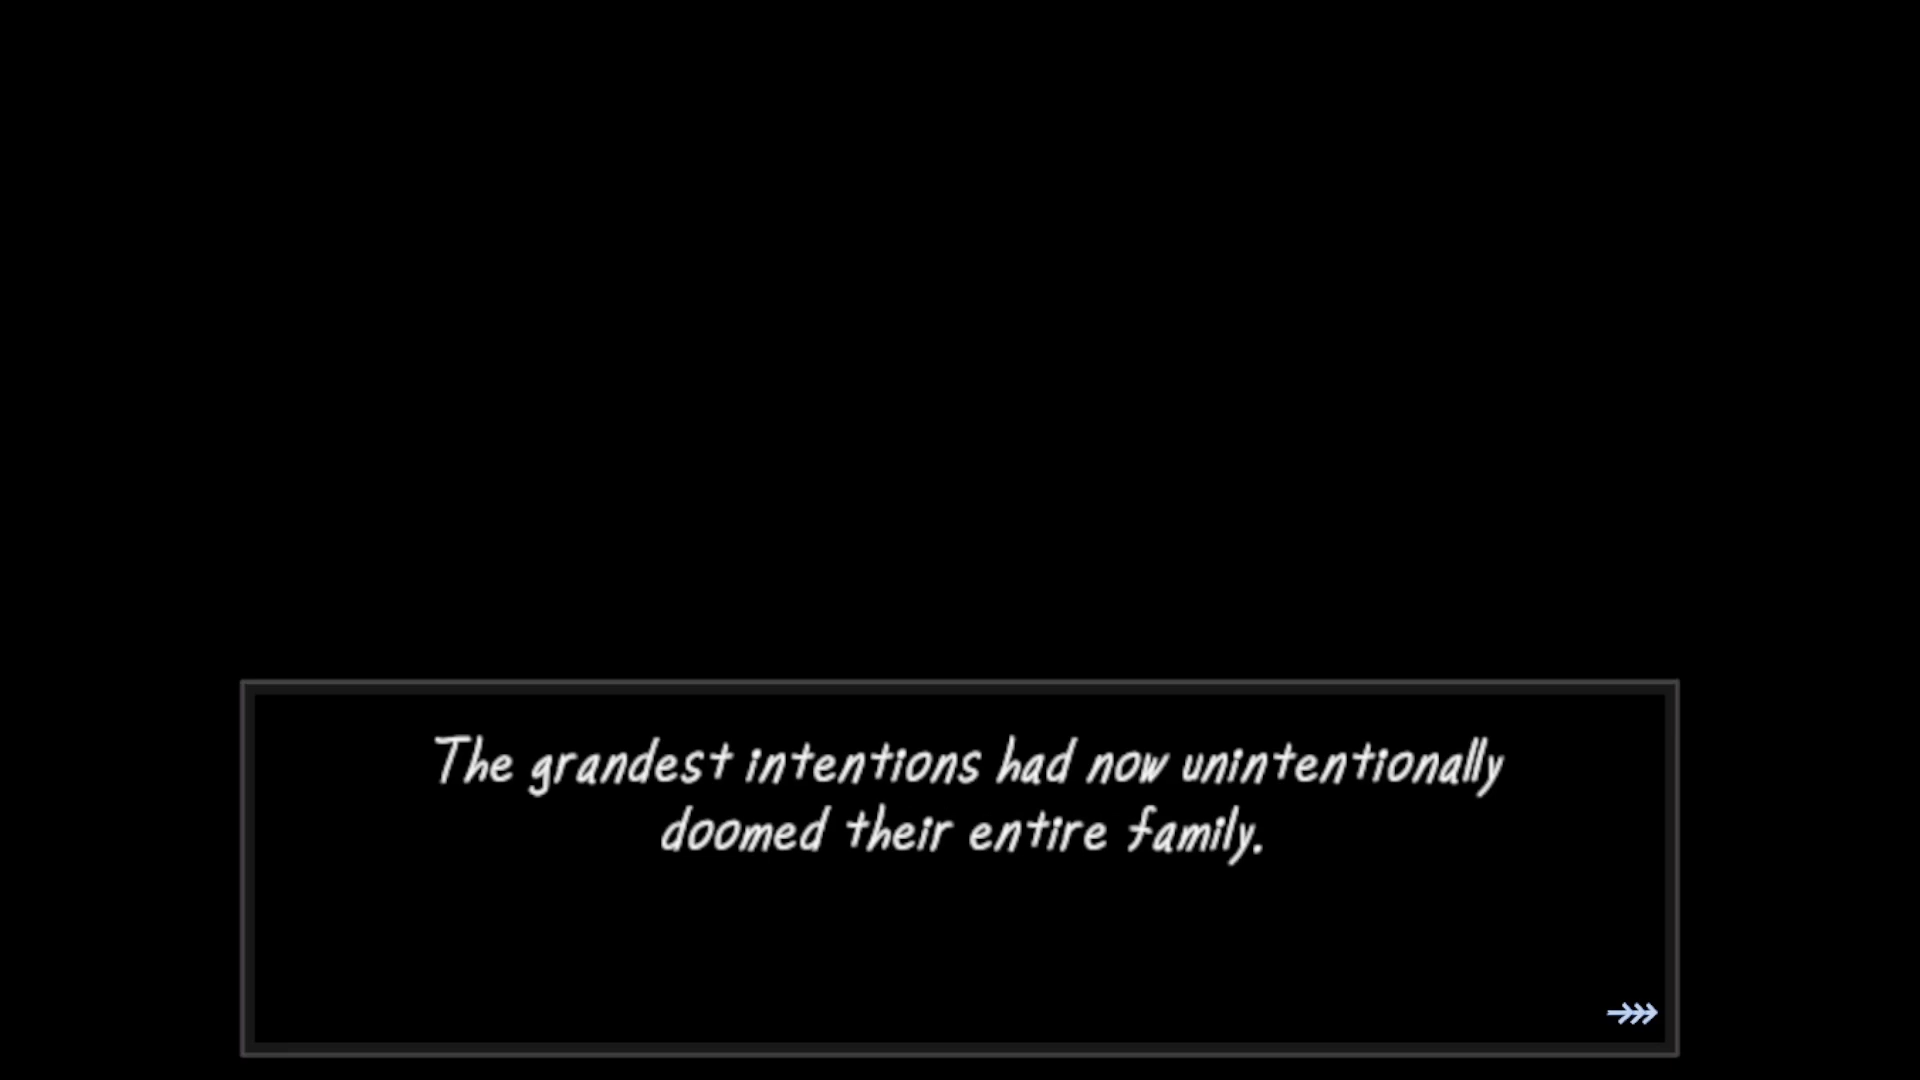 The grandest intentions had now unintentionally
doomed their entire family.